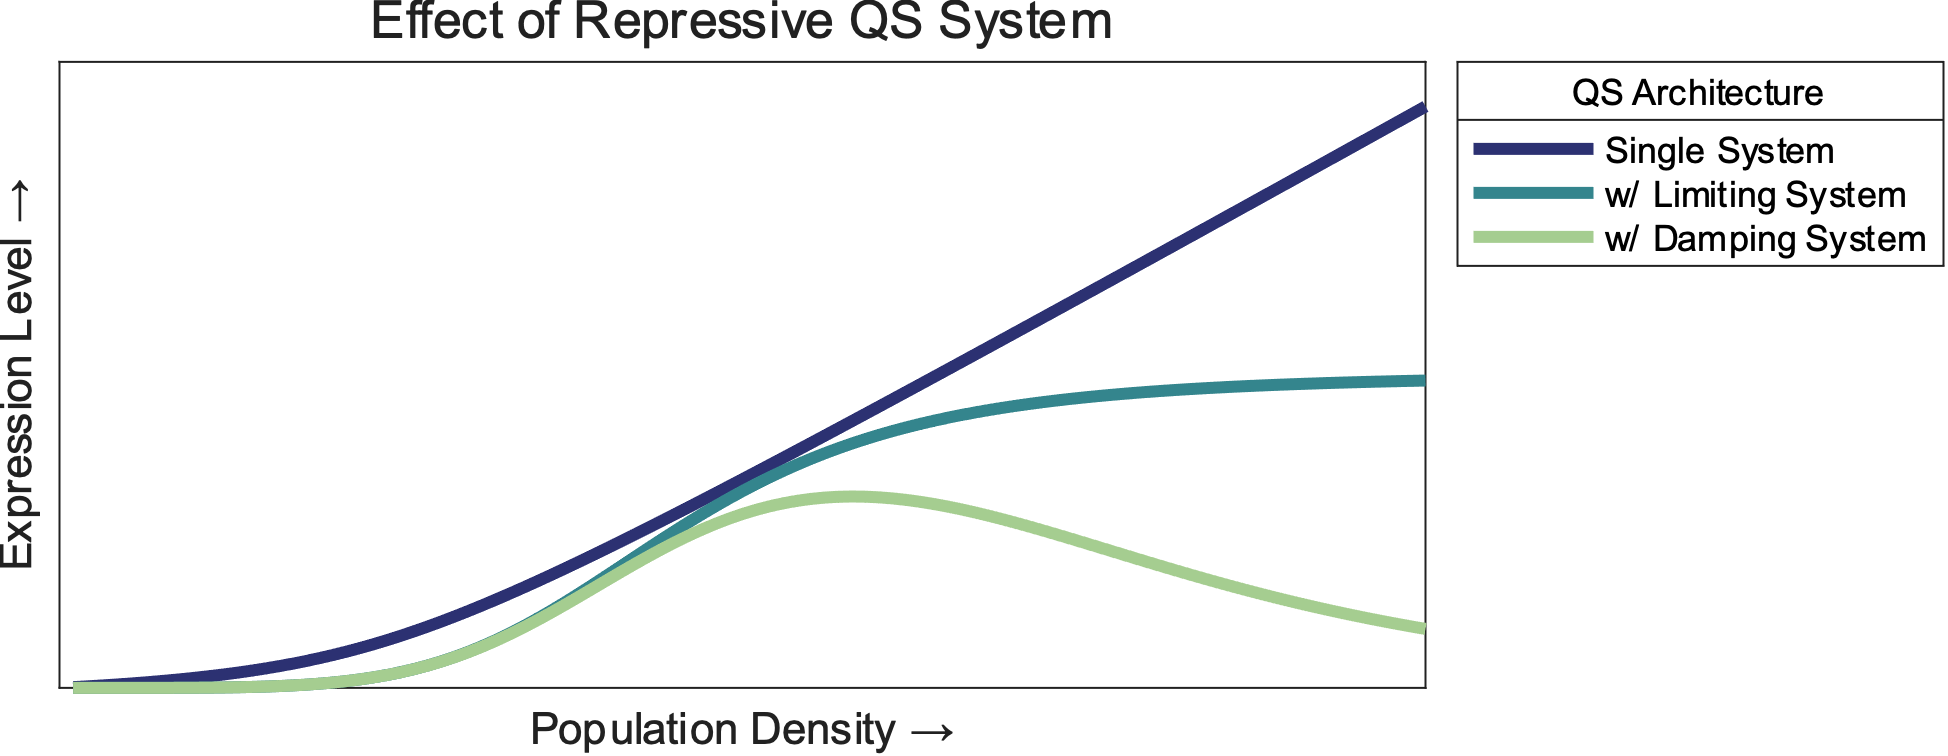 Effect of Repressive QS System
Expression Level →
Population Density →
QS Architecture
Single System
w/ Limiting System
w/ Damping System